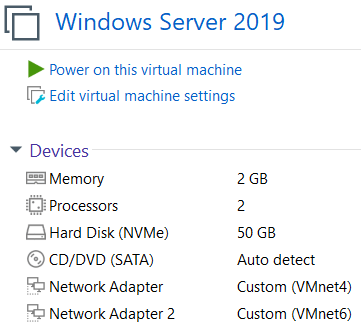 Windows Server 2019
Power on this virtual machine
Edit virtual machine settings
Devices
Memory 2 GB
Processors 2
Hard Disk (NVMe) 50 GB
CD/DVD (SATA) Auto detect
Network Adapter Custom (VMnet4)
Network Adapter 2 Custom (VMnet6)